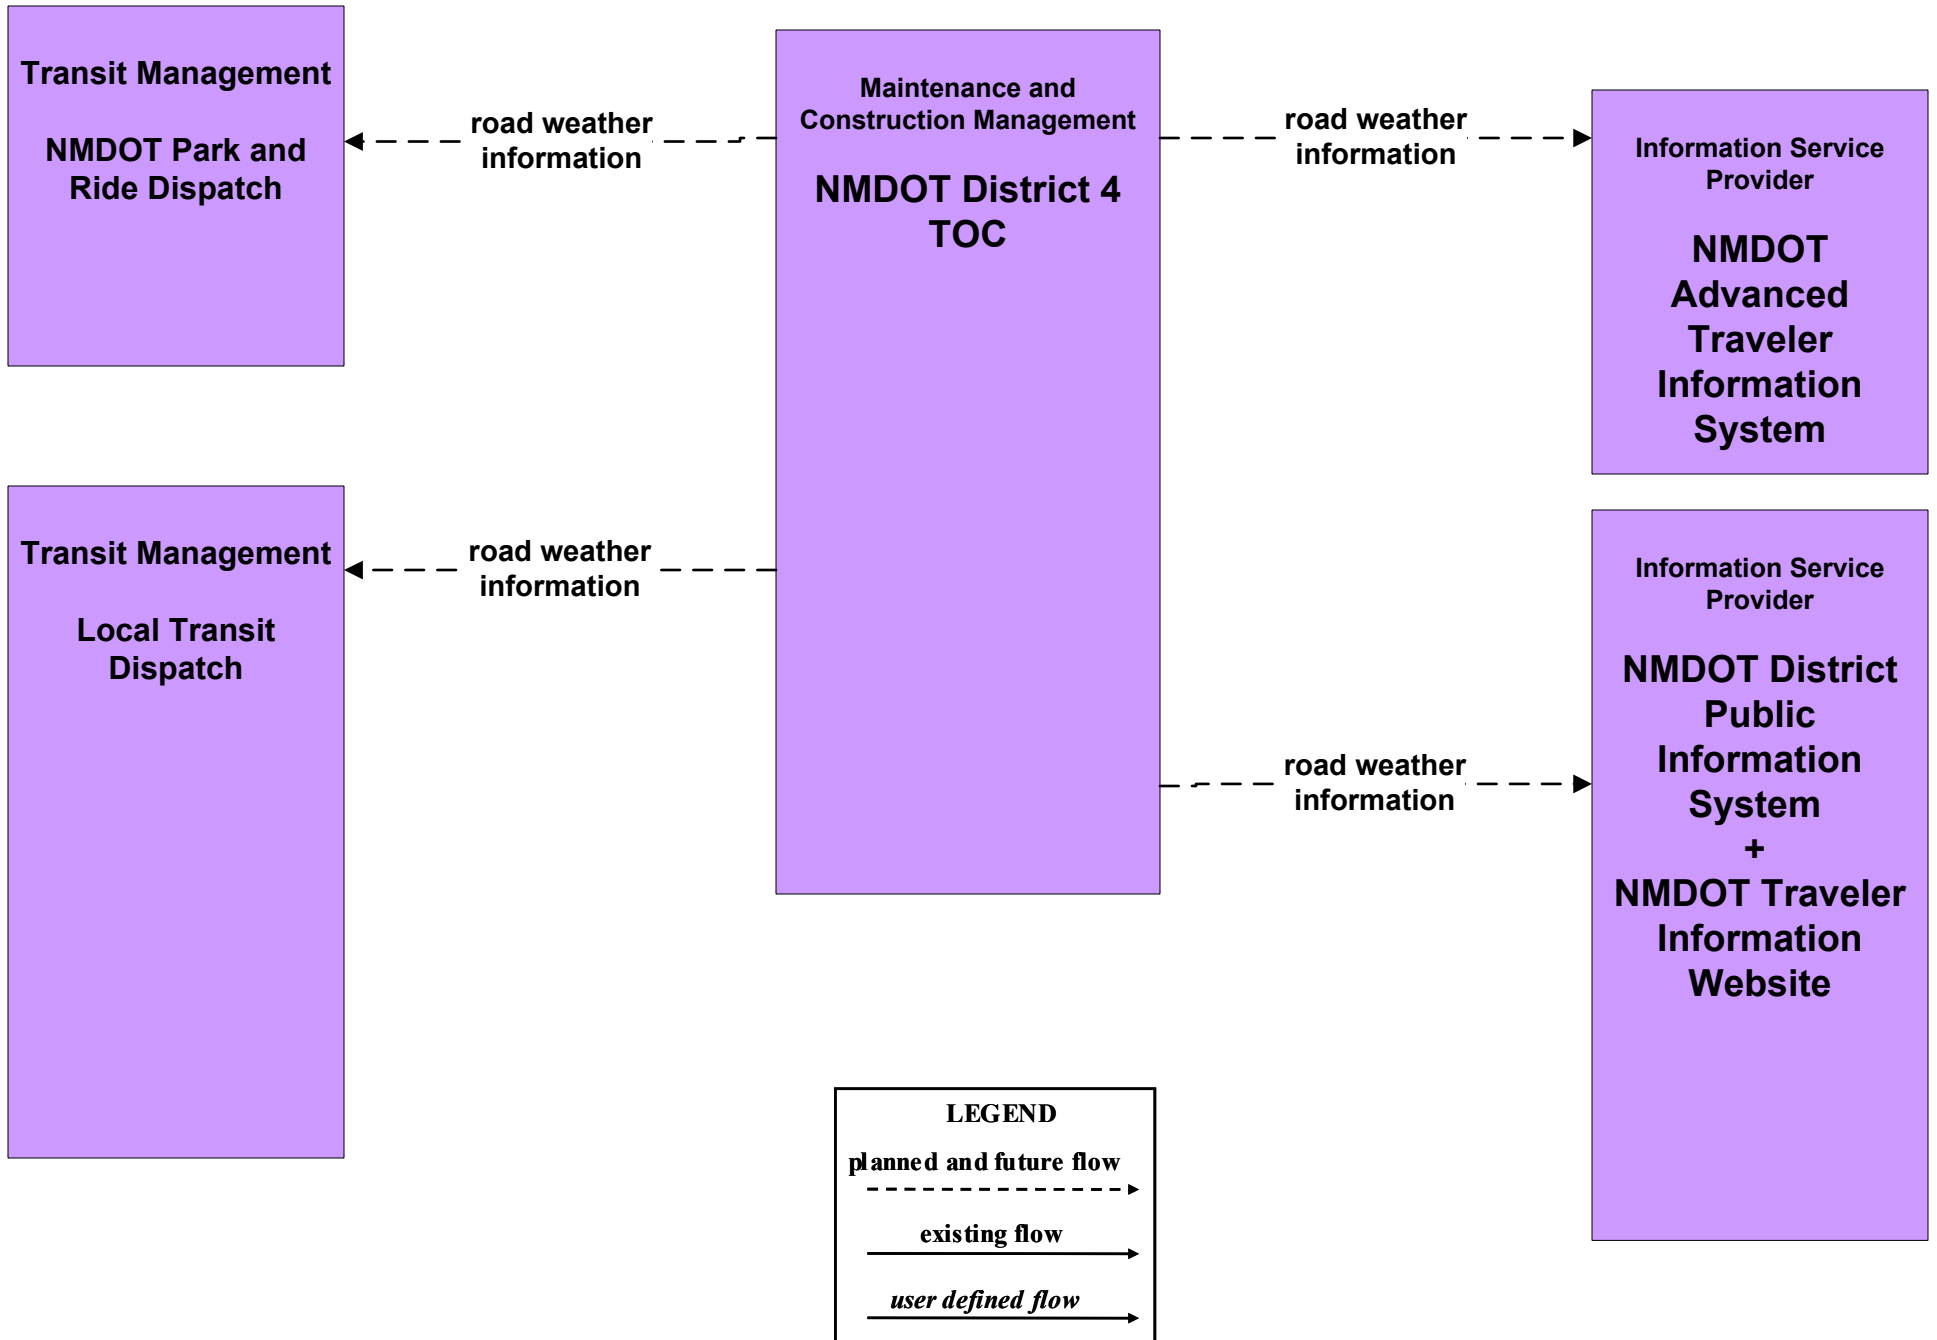 Transit Management
NMDOT Park and
Ride Dispatch
road weather
information
Maintenance and
Construction Management
NMDOT District 4
TOC
road weather
information
Information Service
Provider
NMDOT
Advanced
Traveler
Information
System
Transit Management
Local Transit
Dispatch
road weather
information
road weather
information
Information Service
Provider
NMDOT District
Public
Information
System
+
NMDOT Traveler
Information
Website
LEGEND
planned and future flow
existing flow
user defined flow